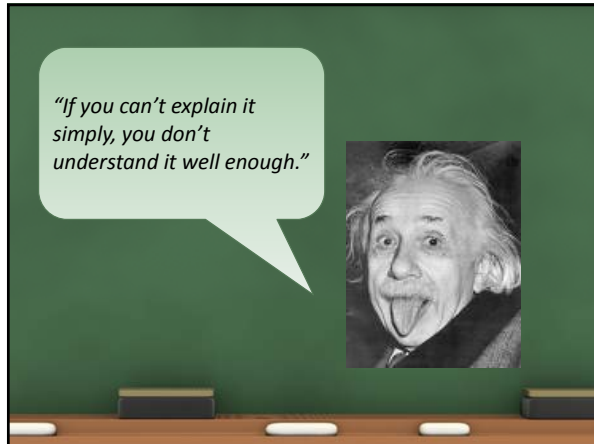 “If you can’t explain it
simply, you don’t
understand it well enough.”